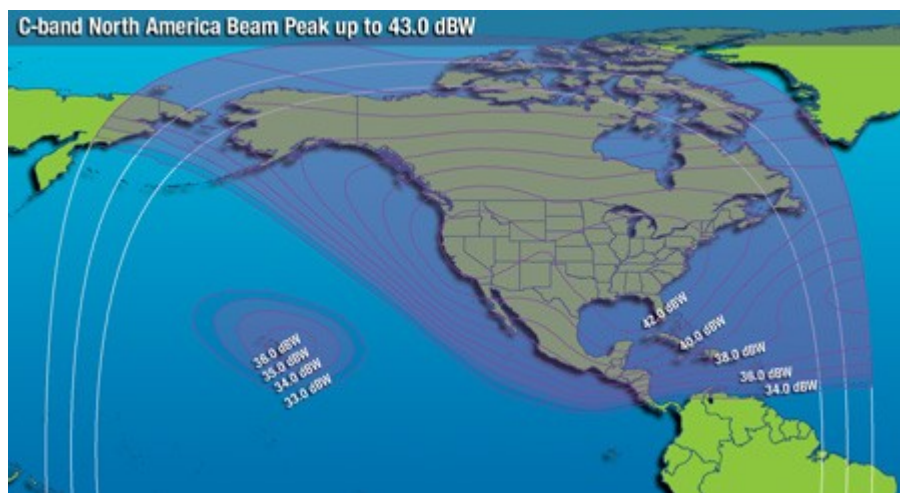 C-band North America Beam Peak up to 43.0 dBW
42.0 dBW
40.0 dBW
38.0 dBW
36.0 dBW
34.0 dBW
36.0 dBW
35.0 dBW
34.0 dBW
33.0 dBW